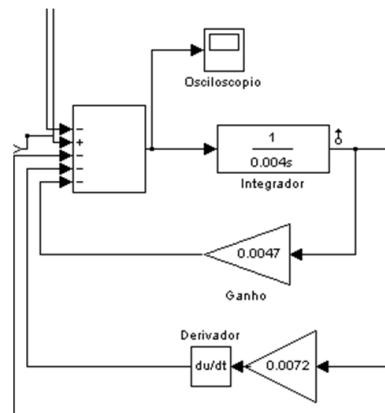 Osciloscopio
−
+
−
−
−
1
0.004s
Integrador
0.0047
Ganho
Derivador
du/dt
0.0072